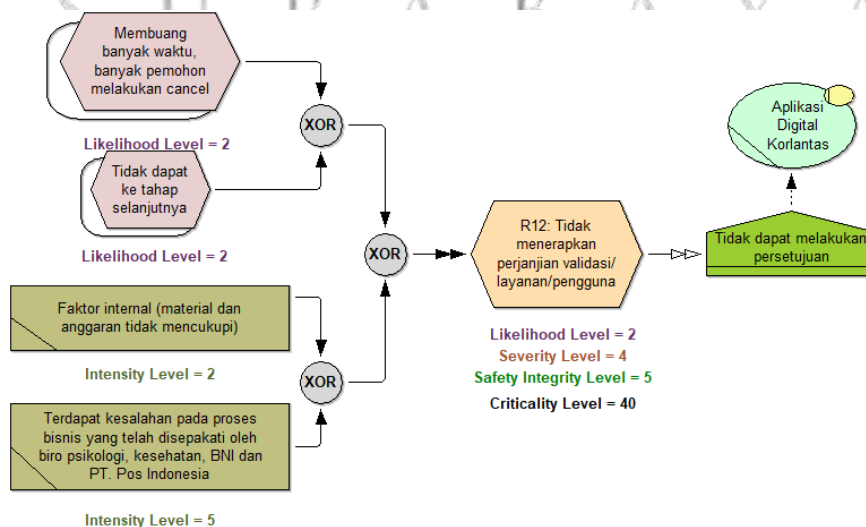 Membuang
banyak waktu,
banyak pemohon
melakukan cancel
XOR
Likelihood Level = 2
Tidak dapat
ke tahap
selanjutnya
Likelihood Level = 2
XOR
Faktor internal (material dan
anggaran tidak mencukupi)
Intensity Level = 2
XOR
Terdapat kesalahan pada proses
bisnis yang telah disepakati oleh
biro psikologi, kesehatan, BNI dan
PT. Pos Indonesia
Intensity Level = 5
R12: Tidak
menerapkan
perjanjian validasi/
layanan/pengguna
Likelihood Level = 2
Severity Level = 4
Safety Integrity Level = 5
Criticality Level = 40
Aplikasi
Digital
Korlantas
Tidak dapat melakukan
persetujuan